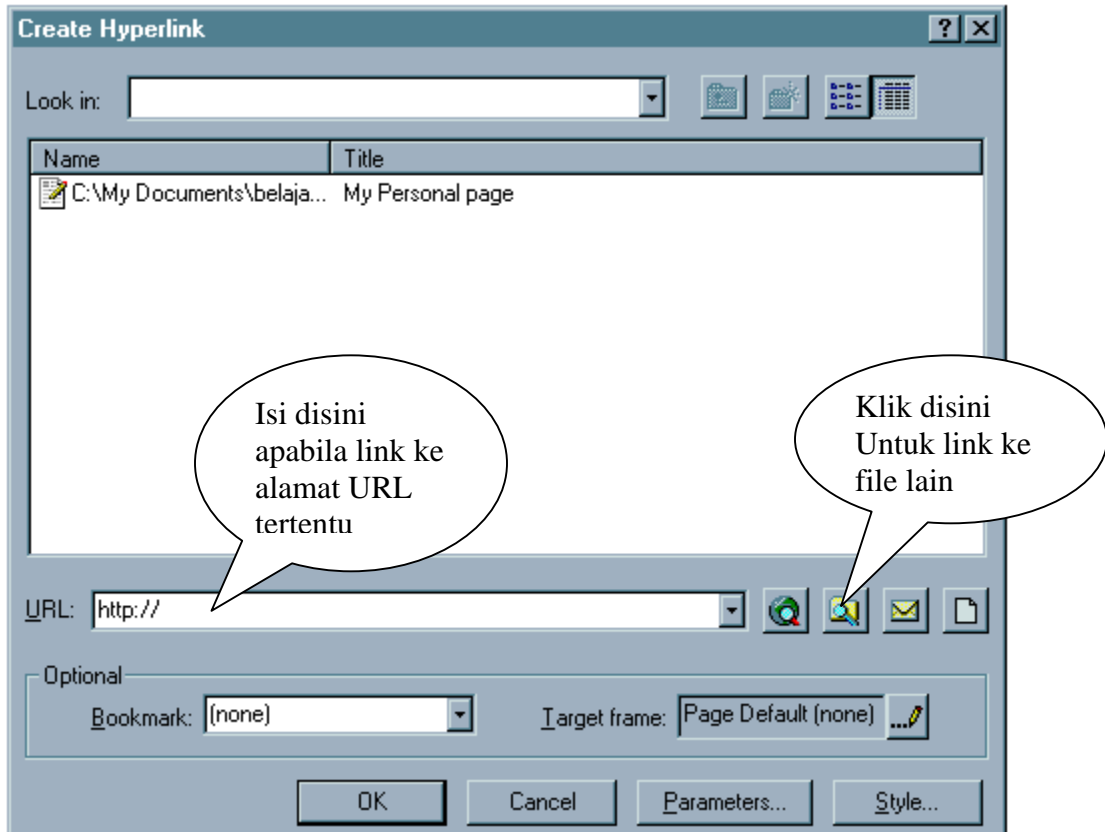 Create Hyperlink
Look in:
Name Title
C:\My Documents\belaja... My Personal page
Isi disini
apabila link ke
alamat URL
tertentu
Klik disini
Untuk link ke
file lain
URL: http://
Optional
Bookmark: (none) Target frame: Page Default (none) ...
OK Cancel Parameters... Style...